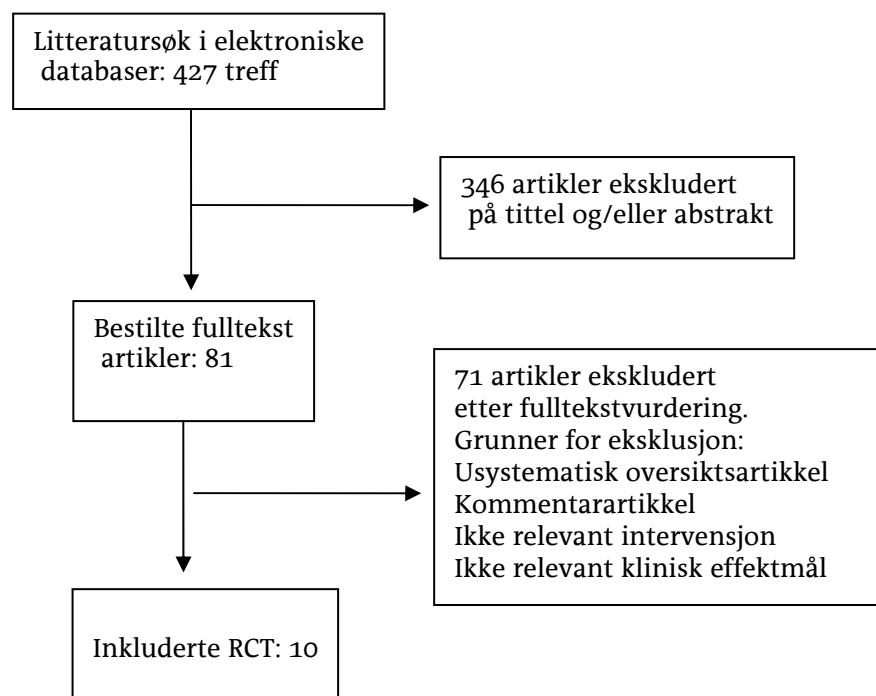 Litteratursøk i elektroniske
databaser: 427 treff
346 artikler ekskludert
på tittel og/eller abstrakt
Bestilte fulltekst
artikler: 81
71 artikler ekskludert
etter fulltekstvurdering.
Grunner for eksklusjon:
Usystematisk oversiktsartikkel
Kommentarartikkel
Ikke relevant intervensjon
Ikke relevant klinisk effektmål
Inkluderte RCT: 10